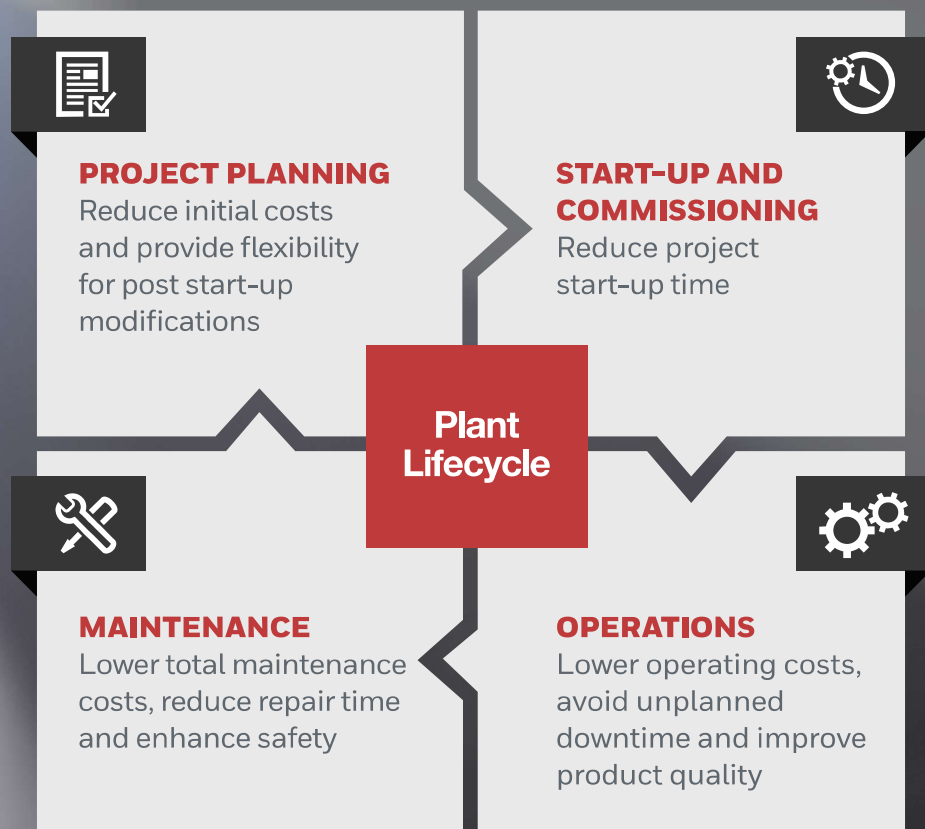 PROJECT PLANNING
Reduce initial costs
and provide flexibility
for post start-up
modifications
START-UP AND
COMMISSIONING
Reduce project
start-up time
Plant
Lifecycle
MAINTENANCE
Lower total maintenance
costs, reduce repair time
and enhance safety
OPERATIONS
Lower operating costs,
avoid unplanned
downtime and improve
product quality